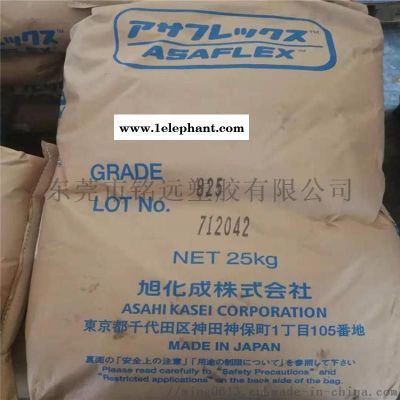 アサフレックス™
ASAFLEX™
www.1elephant.com
GRADE 825
东莞市铭远塑胶有限公司
LOT No. 712042
NET 25kg
旭化成株式会社
ASAHI KASEI CORPORATION
東京都千代田区神田神保町1丁目105番地
MADE IN JAPAN
裏面の「安全上の注意」「用途の制限について」を参照して下さい
Please read carefully to "Safety Precautions" and
"Restricted applications" on the back side of the bag.